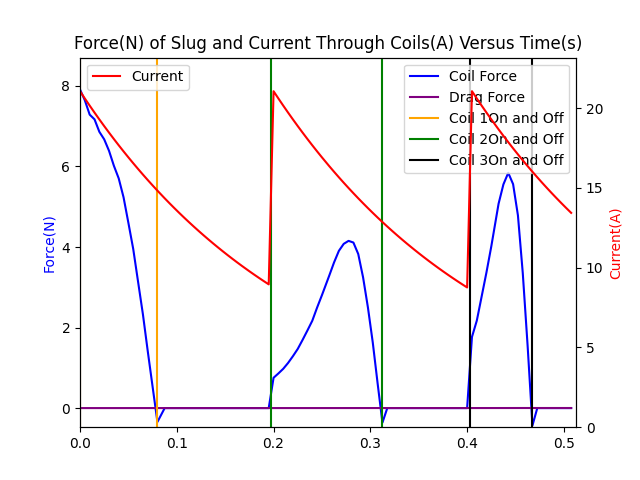 Force(N) of Slug and Current Through Coils(A) Versus Time(s)
Current
Coil Force
Drag Force
Coil 1On and Off
Coil 2On and Off
Coil 3On and Off
Force(N)
Current(A)
8
6
4
2
0
20
15
10
5
0
0.0 0.1 0.2 0.3 0.4 0.5